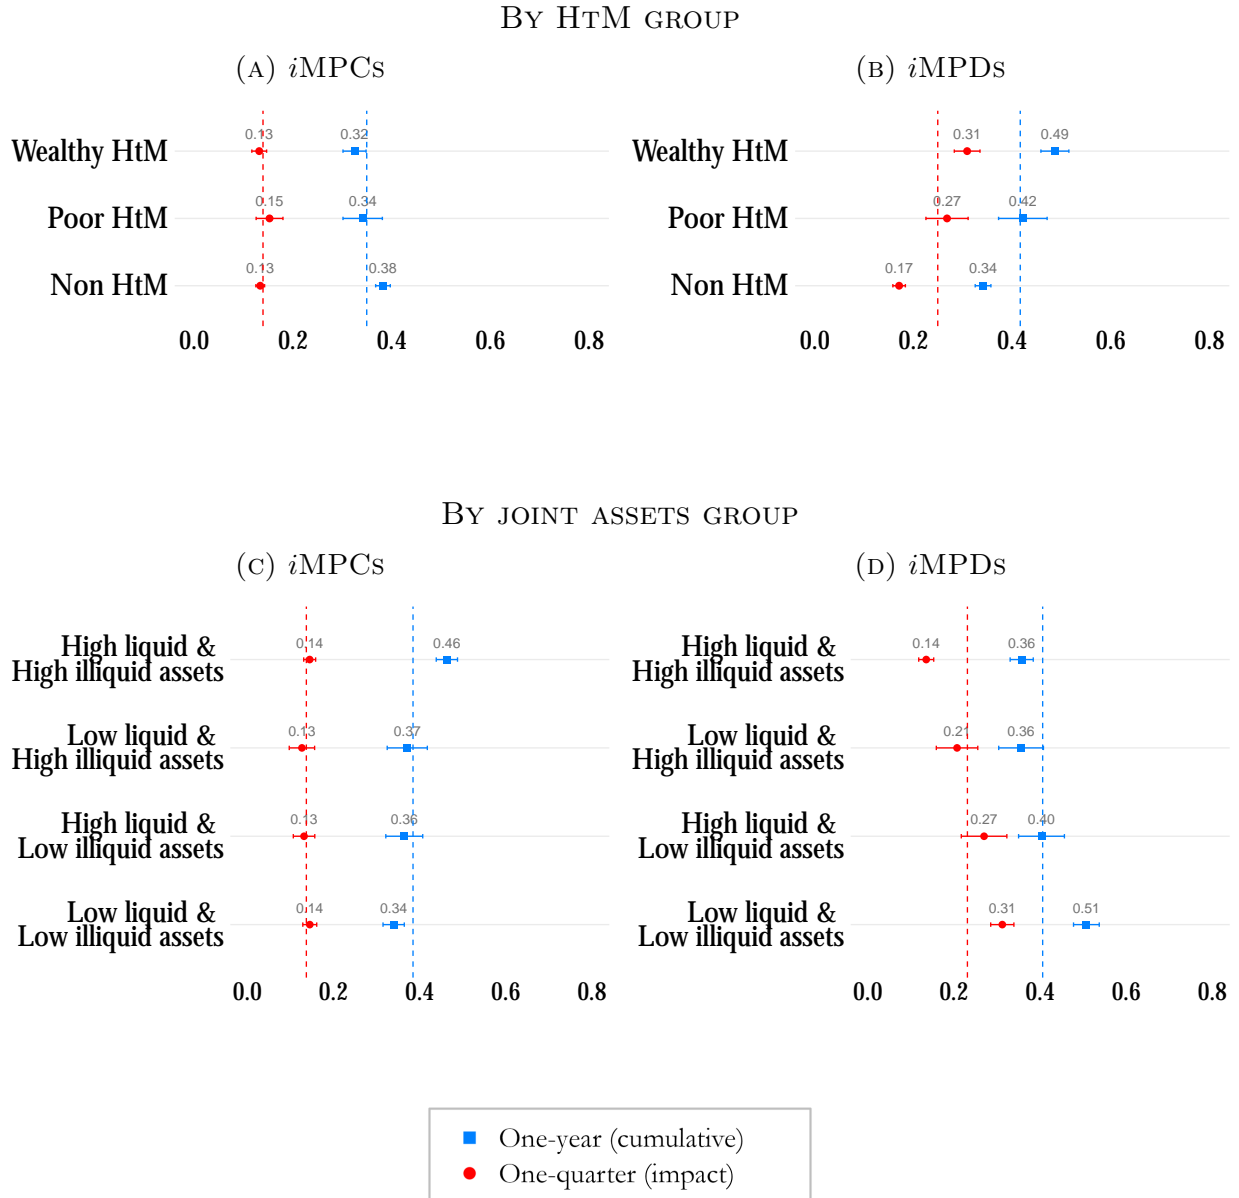 BY HTM GROUP
(A) iMPCs
Wealthy HtM
0.13
0.32
Poor HtM
0.15
0.34
Non HtM
0.13
0.38
0.0 0.2 0.4 0.6 0.8
(B) iMPDs
Wealthy HtM
0.31
0.49
Poor HtM
0.27
0.42
Non HtM
0.17
0.34
0.0 0.2 0.4 0.6 0.8
BY JOINT ASSETS GROUP
(C) iMPCs
High liquid &
High illiquid assets
0.14
0.46
Low liquid &
High illiquid assets
0.13
0.37
High liquid &
Low illiquid assets
0.13
0.36
Low liquid &
Low illiquid assets
0.14
0.34
0.0 0.2 0.4 0.6 0.8
(D) iMPDs
High liquid &
High illiquid assets
0.14
0.36
Low liquid &
High illiquid assets
0.21
0.36
High liquid &
Low illiquid assets
0.27
0.40
Low liquid &
Low illiquid assets
0.31
0.51
0.0 0.2 0.4 0.6 0.8
One-year (cumulative)
One-quarter (impact)